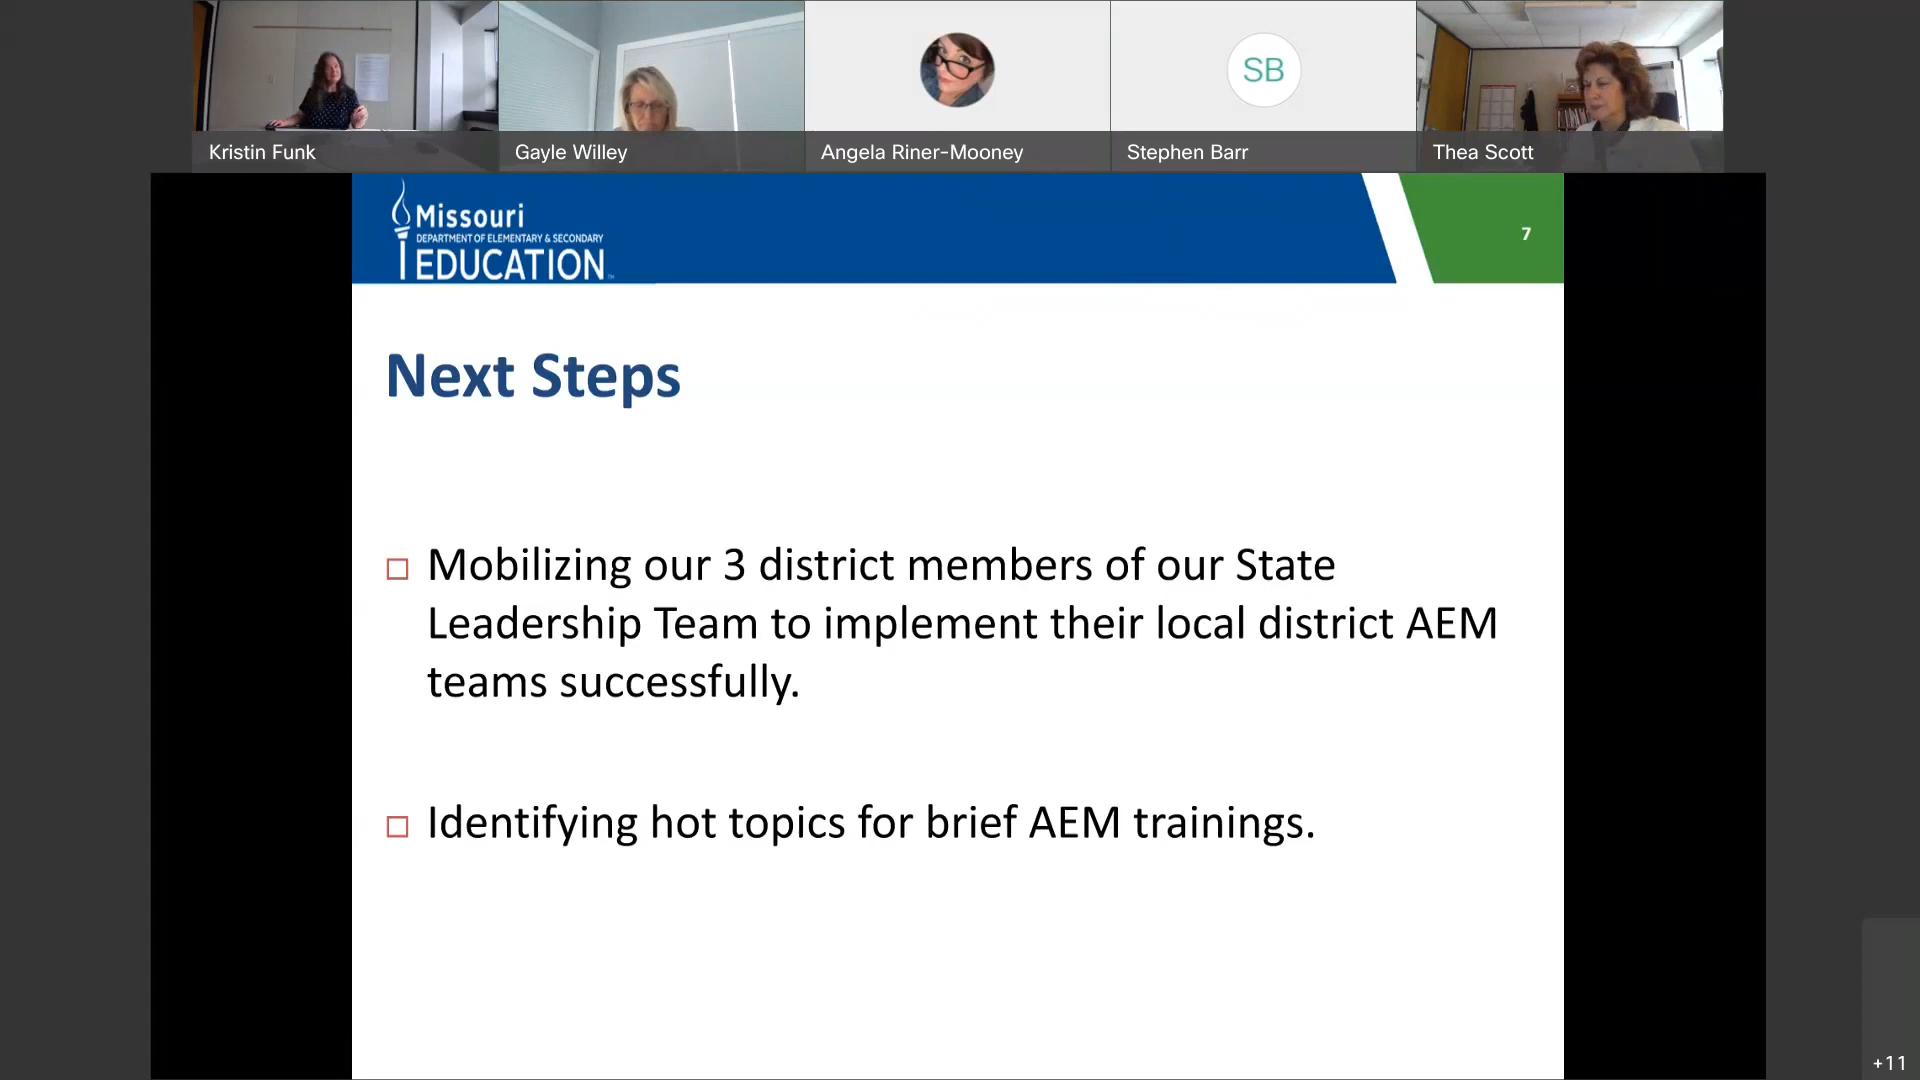 SB
Kristin Funk
Gayle Willey
Angela Riner-Mooney
Stephen Barr
Thea Scott
Missouri
DEPARTMENT OF ELEMENTARY & SECONDARY
EDUCATION
7
Next Steps
Mobilizing our 3 district members of our State
Leadership Team to implement their local district AEM
teams successfully.
Identifying hot topics for brief AEM trainings.
+11